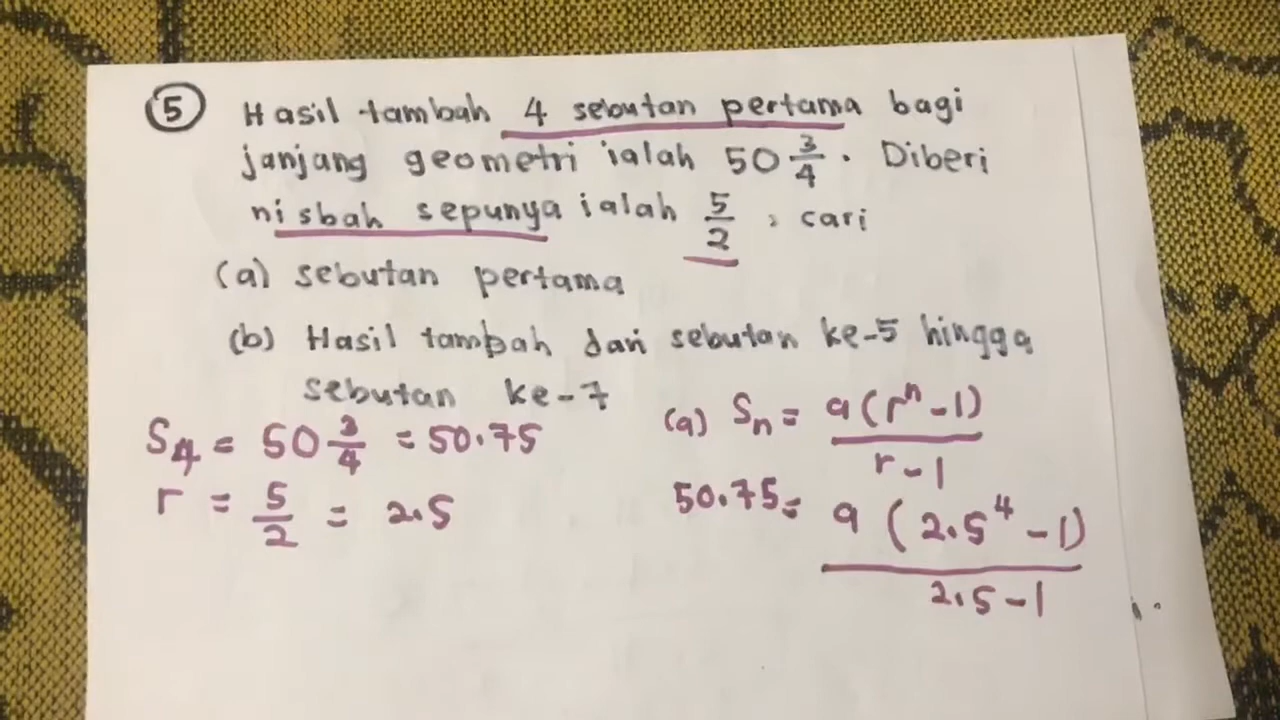 5 Hasil tambah 4 sebutan pertama bagi
janjang geometri ialah 50 3/4. Diberi
nisbah sepunya ialah 5/2, cari
(a) sebutan pertama
(b) Hasil tambah dari sebutan ke-5 hingga
sebutan ke-7
S₄ = 50 3/4 = 50.75
r = 5/2 = 2.5
(a) Sₙ = a(rⁿ-1)/r-1
50.75 = a(2.5⁴-1)/2.5-1